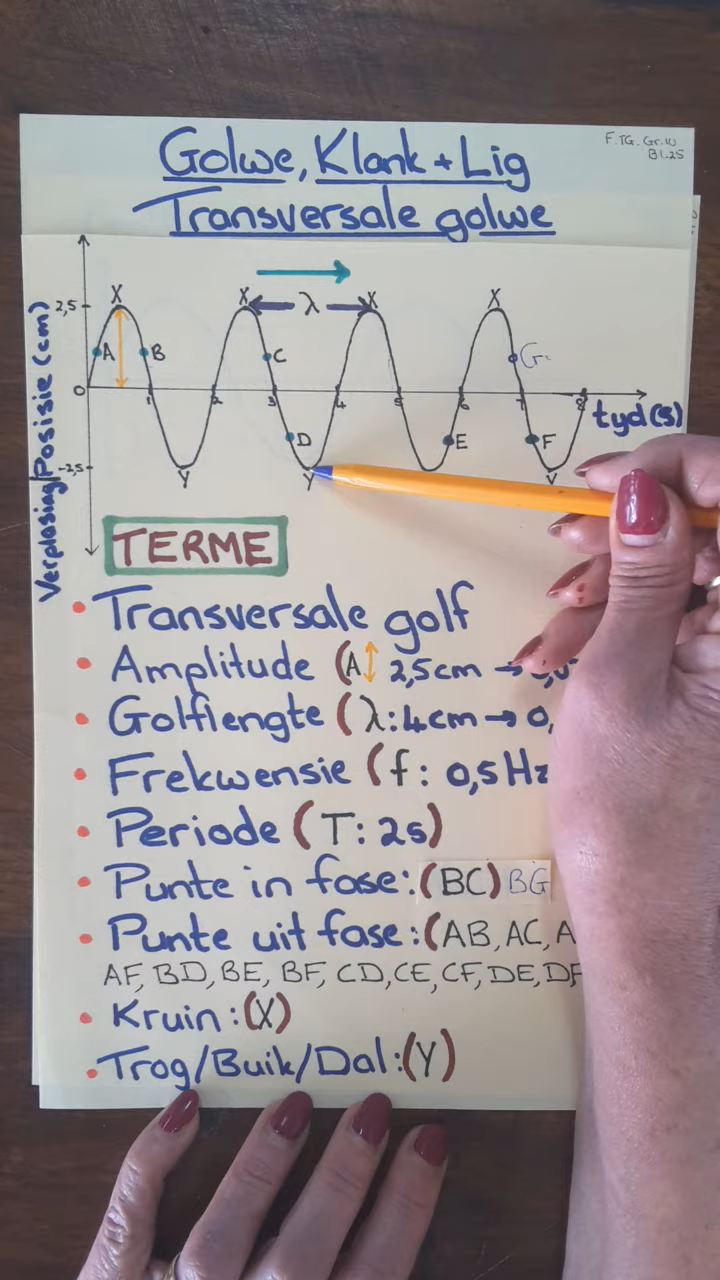 F.TG.Gr.10
Bl.25
Golwe, Klank + Lig
Transversale golwe
Verplasing/Posisie (cm)
2,5
0
-2,5
X X λ X X
A B C G
1 2 3 4 5 6 7 8
tyd(s)
D E F
Y Y Y
TERME
• Transversale golf
• Amplitude (A↕ 2,5cm →
• Golflengte (λ:4cm → 0,
• Frekwensie (f: 0,5Hz
• Periode (T: 2s)
• Punte in fase: (BC) BG
• Punte uit fase: (AB, AC, A
AF, BD, BE, BF, CD, CE, CF, DE, DF
• Kruin: (X)
• Trog/Buik/Dal: (Y)